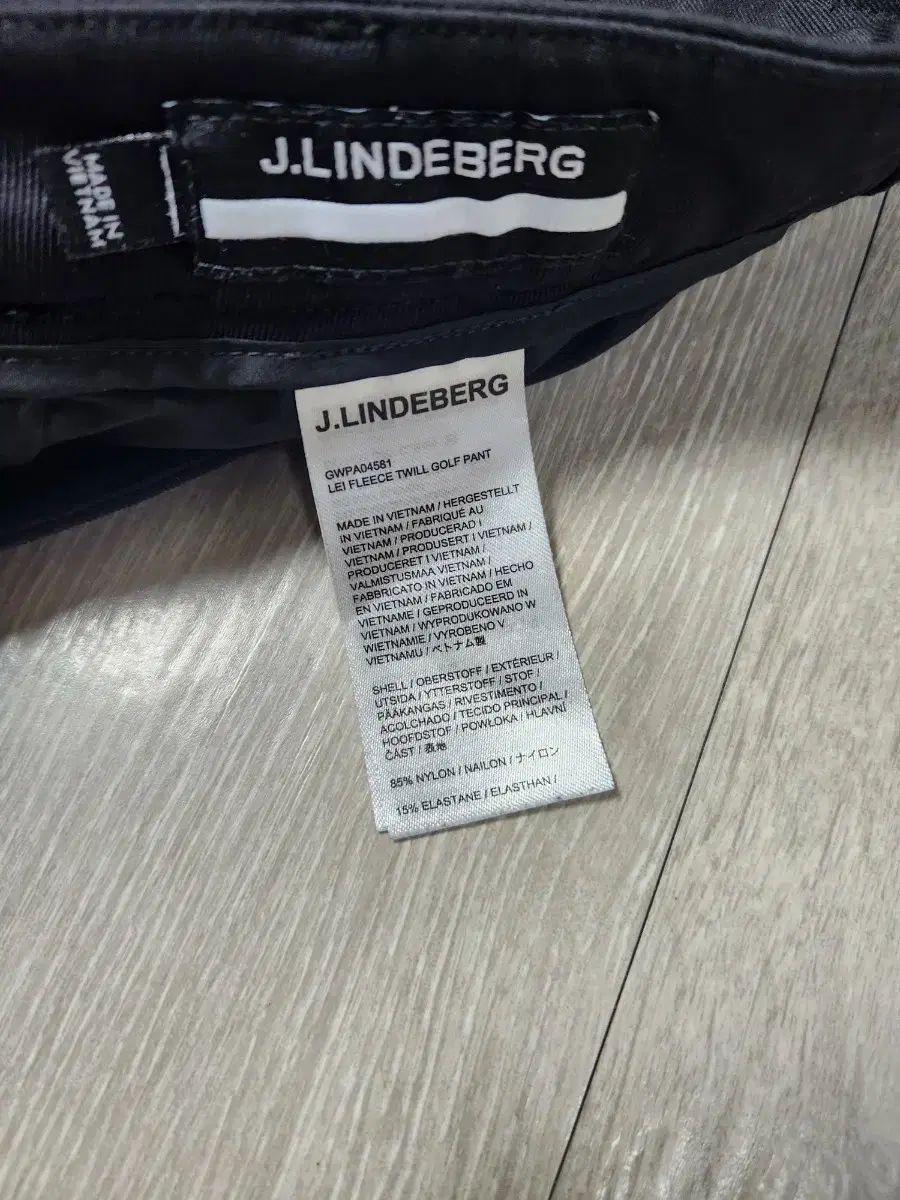 J.LINDEBERG
MADE IN
VIETNAM
J.LINDEBERG
GWPA04581
LEI FLEECE TWILL GOLF PANT
MADE IN VIETNAM / HERGESTELLT
IN VIETNAM / FABRIQUÉ AU
VIETNAM / PRODUCERAD I
VIETNAM / PRODUSERT I VIETNAM /
PRODUCERET I VIETNAM /
VALMISTUSMAA VIETNAM /
FABBRICATO IN VIETNAM / HECHO
EN VIETNAM / FABRICADO EM
VIETNAME / GEPRODUCEERD IN
VIETNAM / WYPRODUKOWANO W
WIETNAMIE / VYROBENO V
VIETNAMU / ベトナム製
SHELL / OBERSTOFF / EXTÉRIEUR /
UTSIDA / YTTERSTOFF / STOF /
PÄÄKANGAS / RIVESTIMENTO /
ACOLCHADO / TECIDO PRINCIPAL /
HOOFDSTOF / POWŁOKA / HLAVNÍ
ČÁST / 表地
85% NYLON / NAILON / ナイロン
15% ELASTANE / ELASTHAN /